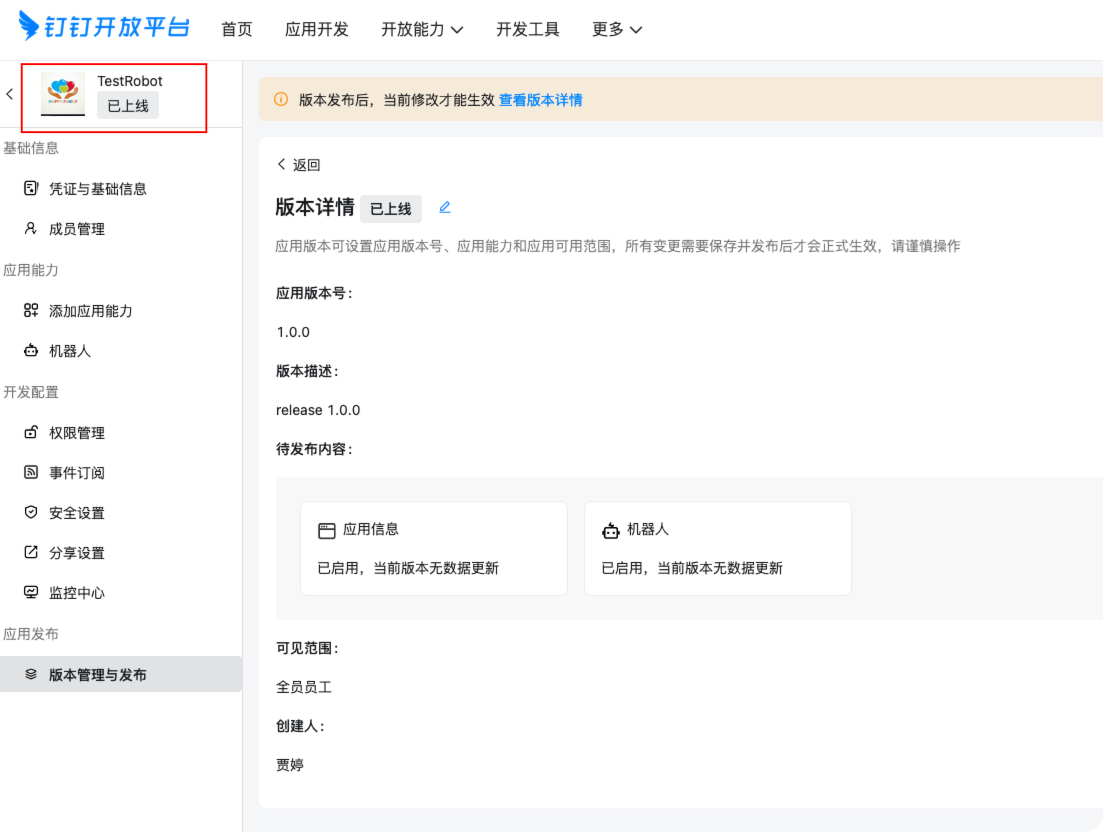 钉钉开放平台 首页 应用开发 开放能力 开发工具 更多
TestRobot
已上线
基础信息
凭证与基础信息
成员管理
应用能力
添加应用能力
机器人
开发配置
权限管理
事件订阅
安全设置
分享设置
监控中心
应用发布
版本管理与发布
版本发布后，当前修改才能生效 查看版本详情
返回
版本详情 已上线
应用版本可设置应用版本号、应用能力和应用可用范围，所有变更需要保存并发布后才会正式生效，请谨慎操作
应用版本号：
1.0.0
版本描述：
release 1.0.0
待发布内容：
应用信息
已启用，当前版本无数据更新
机器人
已启用，当前版本无数据更新
可见范围：
全员员工
创建人：
贾婷